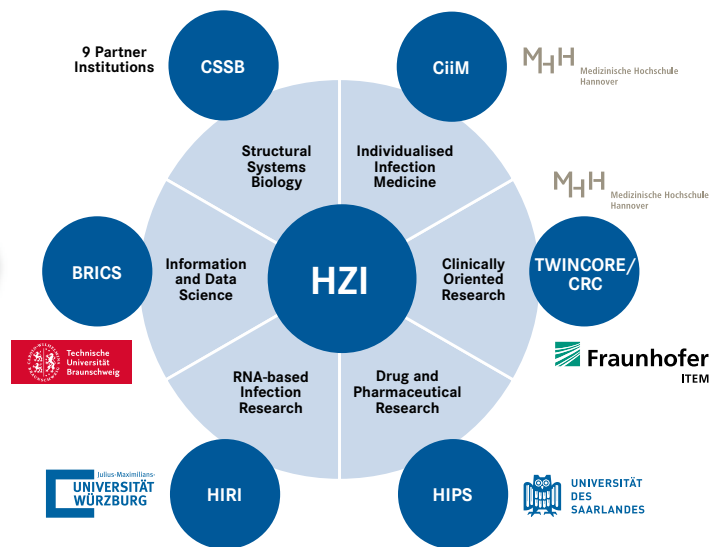 9 Partner
Institutions
CSSB
CiiM
MHH
Medizinische Hochschule
Hannover
Structural
Systems
Biology
Individualised
Infection
Medicine
MHH
Medizinische Hochschule
Hannover
BRICS
Information
and Data
Science
HZI
Clinically
Oriented
Research
TWINCORE/
CRC
Technische
Universität
Braunschweig
Fraunhofer
ITEM
RNA-based
Infection
Research
Drug and
Pharmaceutical
Research
Julius-Maximilians-
UNIVERSITÄT
WÜRZBURG
HIRI
HIPS
UNIVERSITÄT
DES
SAARLANDES